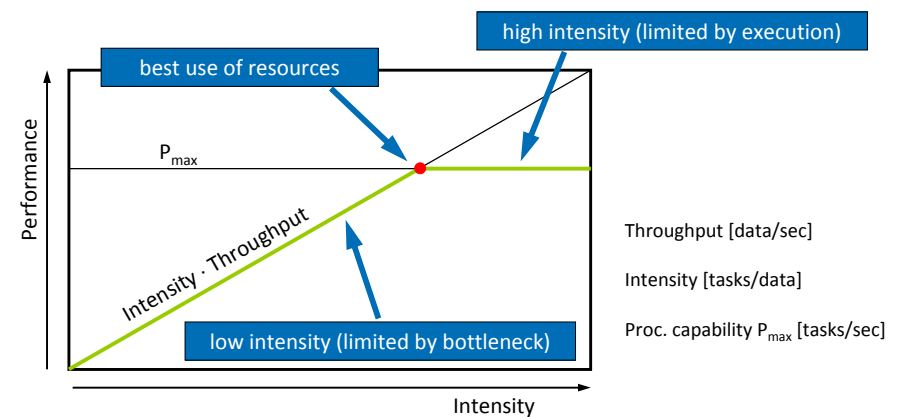 high intensity (limited by execution)
best use of resources
Performance
Pmax
Intensity · Throughput
low intensity (limited by bottleneck)
Intensity
Throughput [data/sec]
Intensity [tasks/data]
Proc. capability Pmax [tasks/sec]